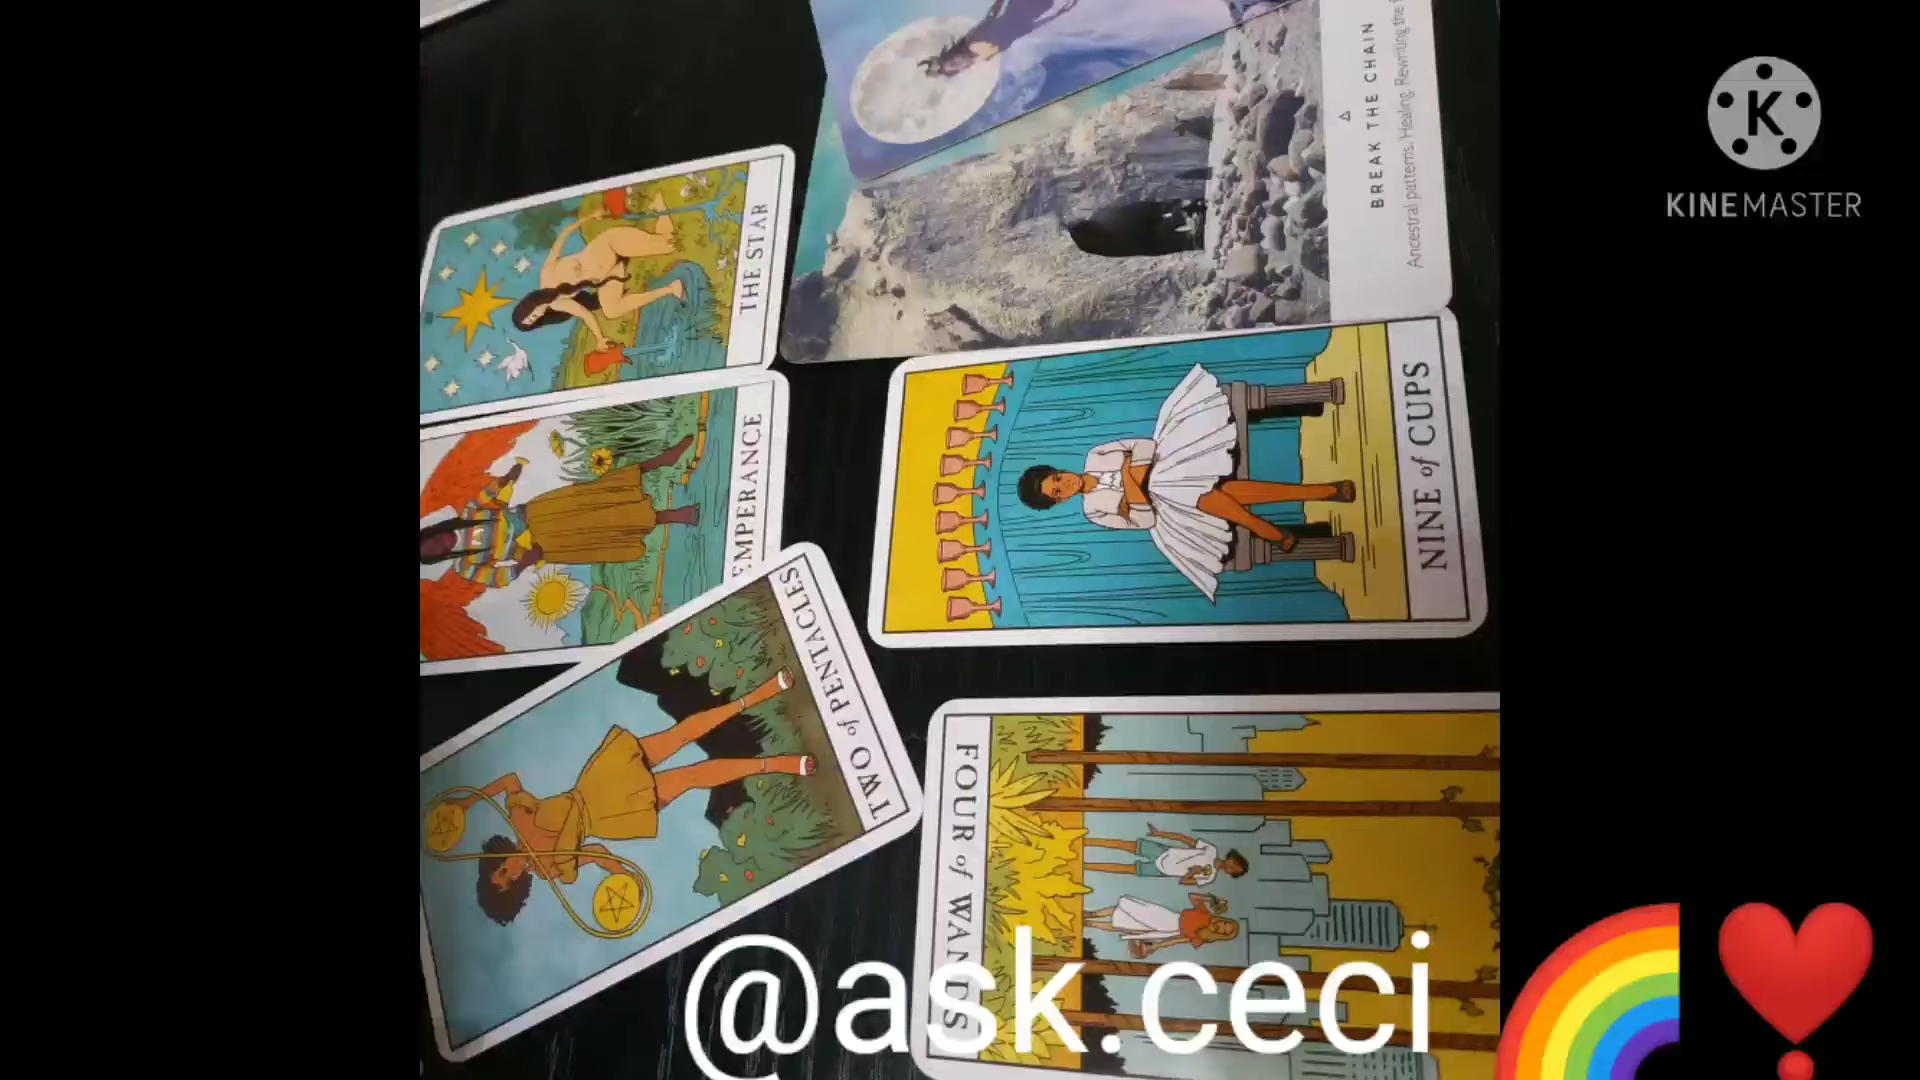 KINEMASTER
K
BREAK THE CHAIN
Ancestral patterns. Healing. Rewriting the
THE STAR
EMPERANCE
NINE of CUPS
TWO of PENTACLES
FOUR of WANDS
@ask.ceci